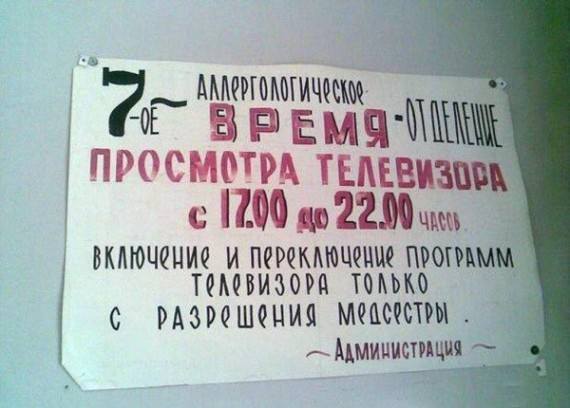 7-ое аллергологическое-отделение
ВРЕМЯ
ПРОСМОТРА ТЕЛЕВИЗОРА
с 17.00 до 22.00 часов.
ВКЛЮЧЕНИЕ И ПЕРЕКЛЮЧЕНИЕ ПРОГРАММ
ТЕЛЕВИЗОРА ТОЛЬКО
С РАЗРЕШЕНИЯ МЕДСЕСТРЫ.
~Администрация~